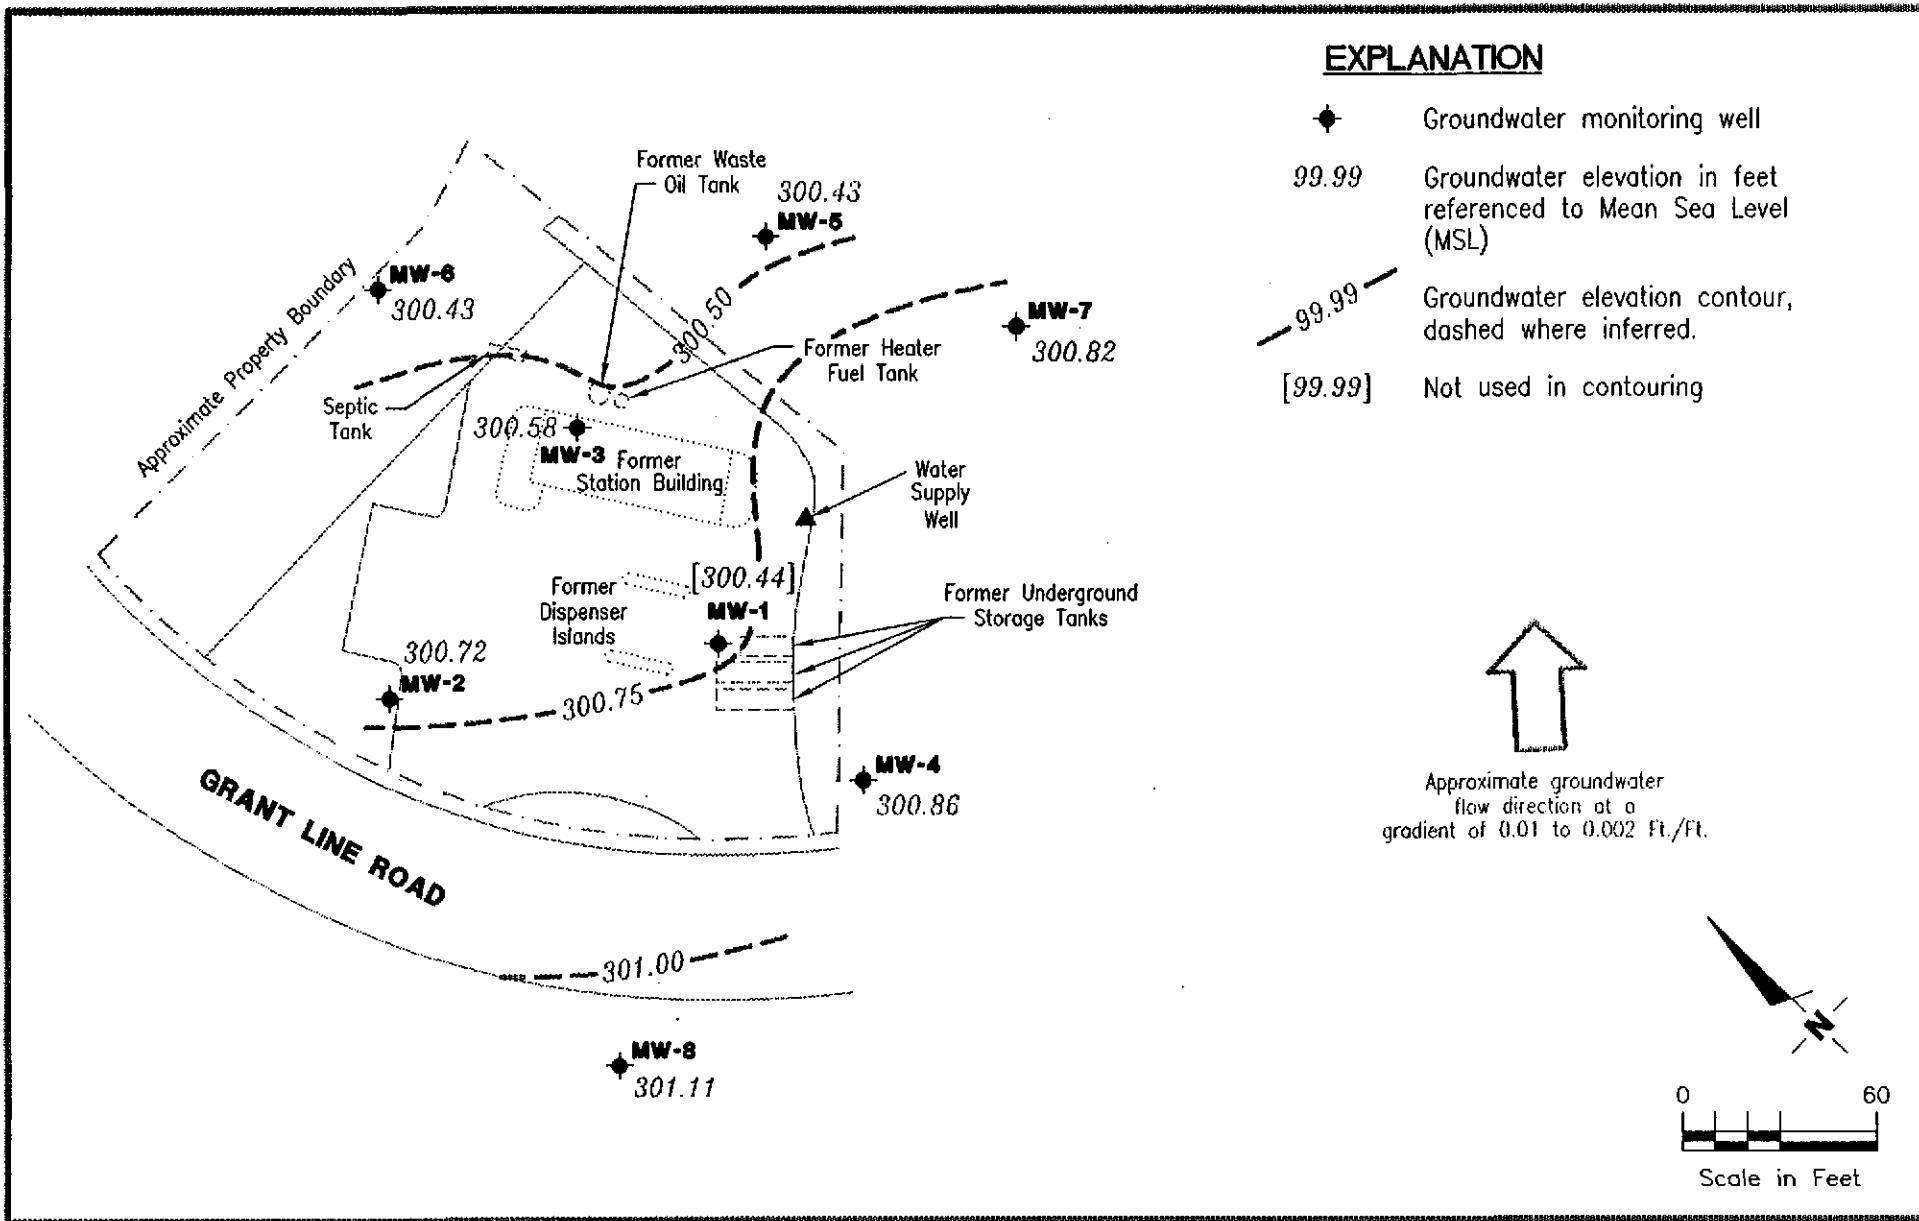 EXPLANATION
Groundwater monitoring well
99.99
Groundwater elevation in feet
referenced to Mean Sea Level
(MSL)
99.99
Groundwater elevation contour,
dashed where inferred.
[99.99]
Not used in contouring
Former Waste
Oil Tank
300.43
MW-5
MW-6
300.43
Approximate Property Boundary
300.50
MW-7
300.82
Former Heater
Fuel Tank
Septic
Tank
300.58
MW-3
Former
Station Building
Water
Supply
Well
[300.44]
MW-1
Former
Dispenser
Islands
Former Underground
Storage Tanks
300.72
MW-2
300.75
MW-4
300.86
GRANT LINE ROAD
301.00
MW-8
301.11
Approximate groundwater
flow direction at a
gradient of 0.01 to 0.002 Ft./Ft.
N
0 60
Scale in Feet